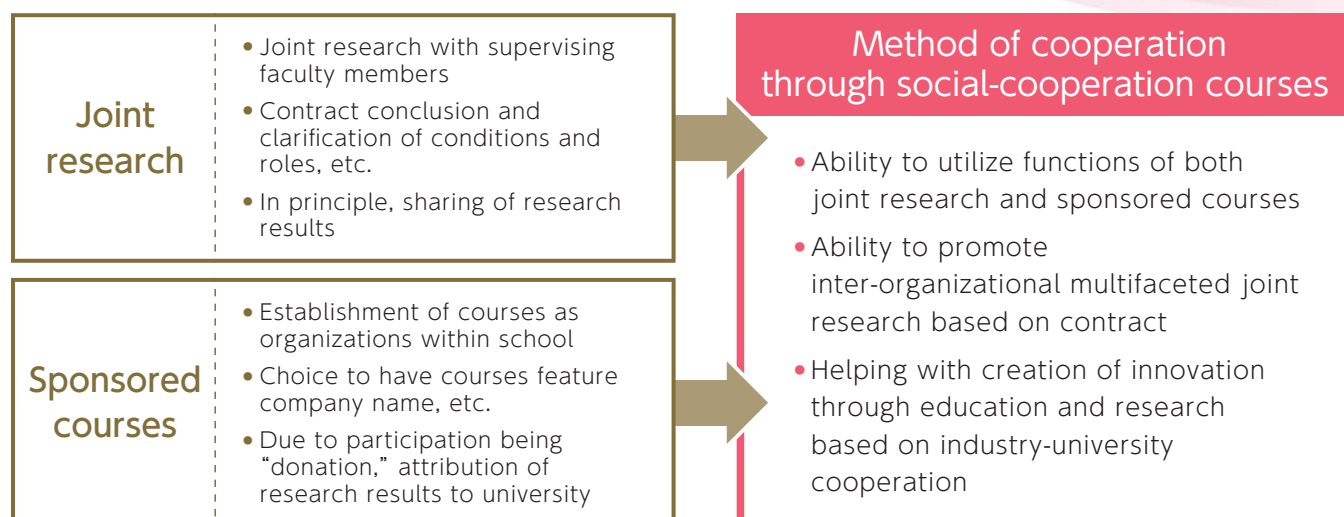 Joint
research
• Joint research with supervising
faculty members
• Contract conclusion and
clarification of conditions and
roles, etc.
• In principle, sharing of research
results
Sponsored
courses
• Establishment of courses as
organizations within school
• Choice to have courses feature
company name, etc.
• Due to participation being
“donation,” attribution of
research results to university
Method of cooperation
through social-cooperation courses
• Ability to utilize functions of both
joint research and sponsored courses
• Ability to promote
inter-organizational multifaceted joint
research based on contract
• Helping with creation of innovation
through education and research
based on industry-university
cooperation